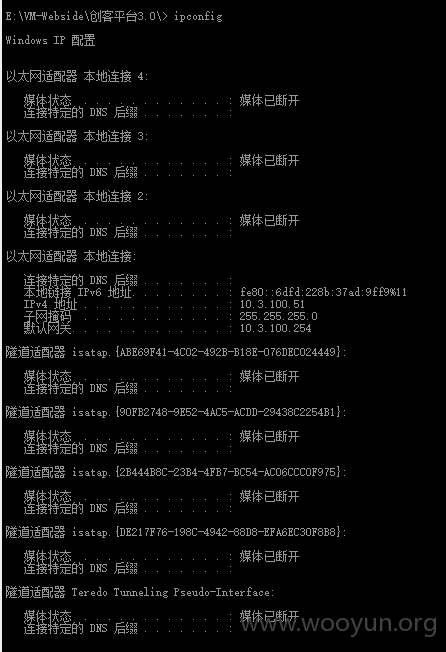 E:\VM-Webside\创客平台3.0\> ipconfig
Windows IP 配置
以太网适配器 本地连接 4:
媒体状态 . . . . . . . . . . . . : 媒体已断开
连接特定的 DNS 后缀 . . . . . . . :
以太网适配器 本地连接 3:
媒体状态 . . . . . . . . . . . . : 媒体已断开
连接特定的 DNS 后缀 . . . . . . . :
以太网适配器 本地连接 2:
媒体状态 . . . . . . . . . . . . : 媒体已断开
连接特定的 DNS 后缀 . . . . . . . :
以太网适配器 本地连接:
连接特定的 DNS 后缀 . . . . . . . :
本地链接 IPv6 地址. . . . . . . . : fe80::6dfd:228b:37ad:9ff9%11
IPv4 地址 . . . . . . . . . . . . : 10.3.100.51
子网掩码 . . . . . . . . . . . . : 255.255.255.0
默认网关. . . . . . . . . . . . . : 10.3.100.254
隧道适配器 isatap.{ABE69F41-4C02-492B-B18E-076DEC024449}:
媒体状态 . . . . . . . . . . . . : 媒体已断开
连接特定的 DNS 后缀 . . . . . . . :
隧道适配器 isatap.{90FB2748-9E52-4AC5-ACDD-29438C2254B1}:
媒体状态 . . . . . . . . . . . . : 媒体已断开
连接特定的 DNS 后缀 . . . . . . . :
隧道适配器 isatap.{2B444B8C-23B4-4FB7-BC54-AC06CCC0F975}:
媒体状态 . . . . . . . . . . . . : 媒体已断开
连接特定的 DNS 后缀 . . . . . . . :
隧道适配器 isatap.{DE217F76-198C-4942-88D8-EFA6EC30F8B8}:
媒体状态 . . . . . . . . . . . . : 媒体已断开
连接特定的 DNS 后缀 . . . . . . . :
隧道适配器 Teredo Tunneling Pseudo-Interface:
媒体状态 . . . . . . . . . . . . : 媒体已断开
连接特定的 DNS 后缀 . . . . . . . :
www.wooyun.org